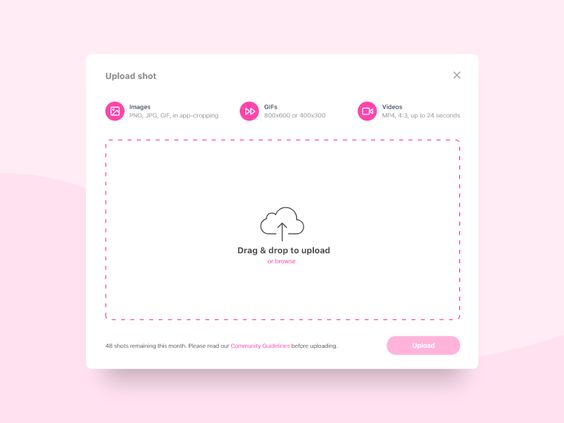 Upload shot
Images
PNG, JPG, GIF, in app-cropping
GIFs
800x600 or 400x300
Videos
MP4, 4:3, up to 24 seconds
Drag & drop to upload
or browse
48 shots remaining this month. Please read our Community Guidelines before uploading.
Upload